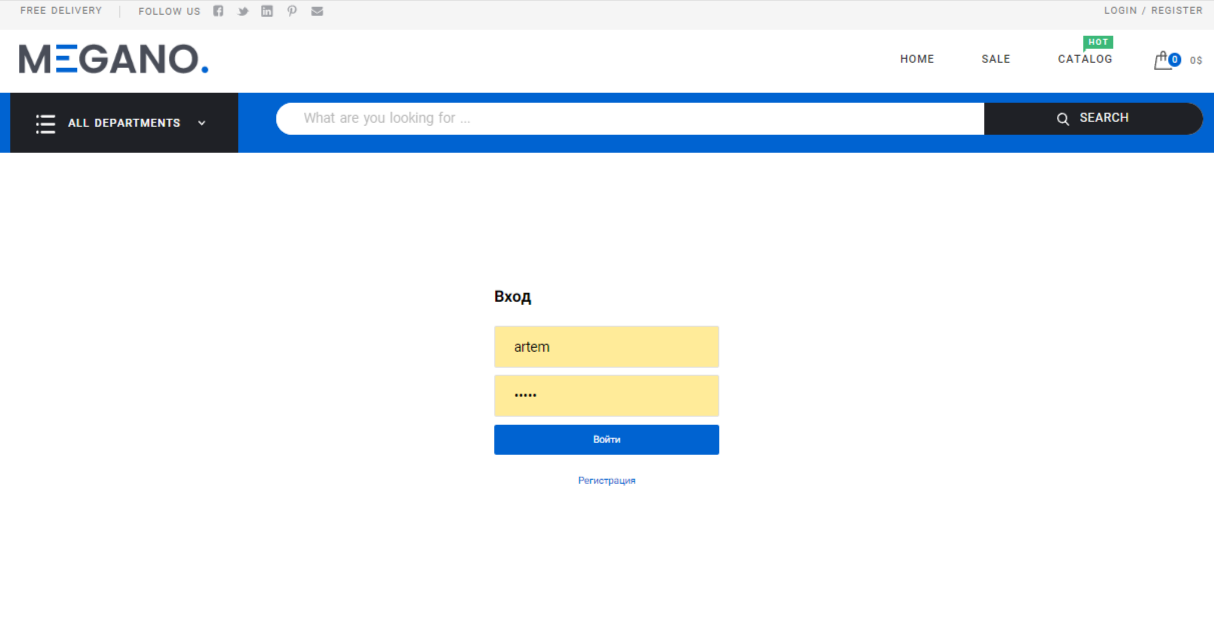 FREE DELIVERY FOLLOW US LOGIN / REGISTER
MEGANO.
HOME SALE CATALOG HOT 0 0$
ALL DEPARTMENTS What are you looking for ... SEARCH
Вход
artem
•••••
Войти
Регистрация